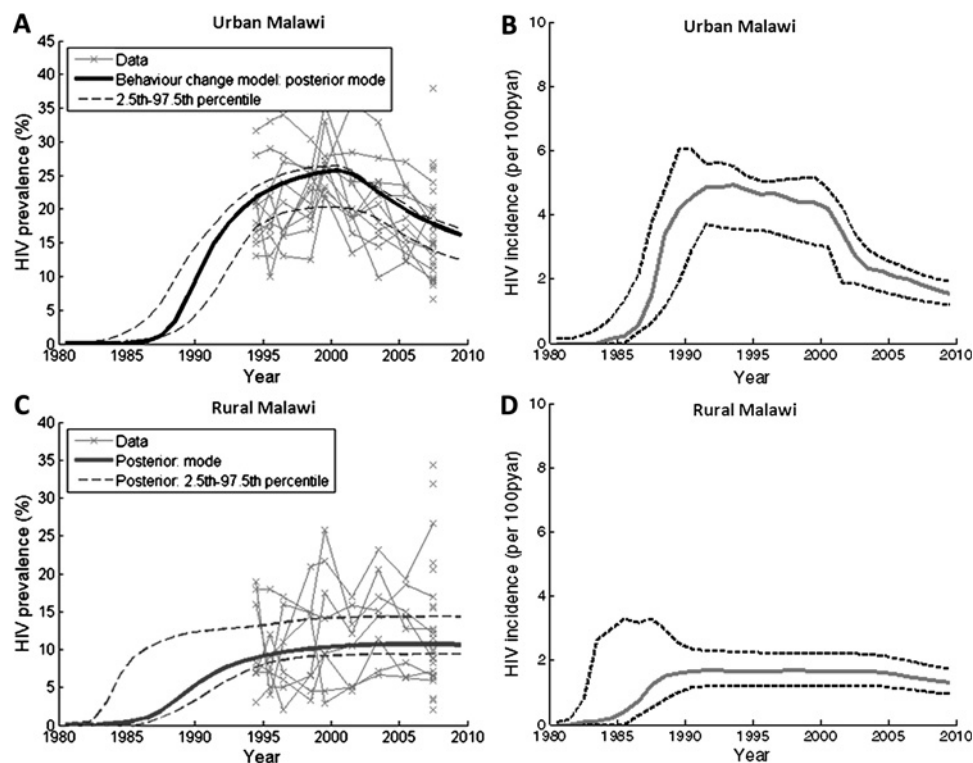 A
Urban Malawi
45
40
35
30
25
20
15
10
5
0
HIV prevalence (%)
Data
Behaviour change model: posterior mode
2.5th-97.5th percentile
1980 1985 1990 1995 2000 2005 2010
Year
B
Urban Malawi
10
8
6
4
2
0
HIV incidence (per 100pyar)
1980 1985 1990 1995 2000 2005 2010
Year
C
Rural Malawi
40
35
30
25
20
15
10
5
0
HIV prevalence (%)
Data
Posterior: mode
Posterior: 2.5th-97.5th percentile
1980 1985 1990 1995 2000 2005 2010
Year
D
Rural Malawi
10
8
6
4
2
0
HIV incidence (per 100pyar)
1980 1985 1990 1995 2000 2005 2010
Year